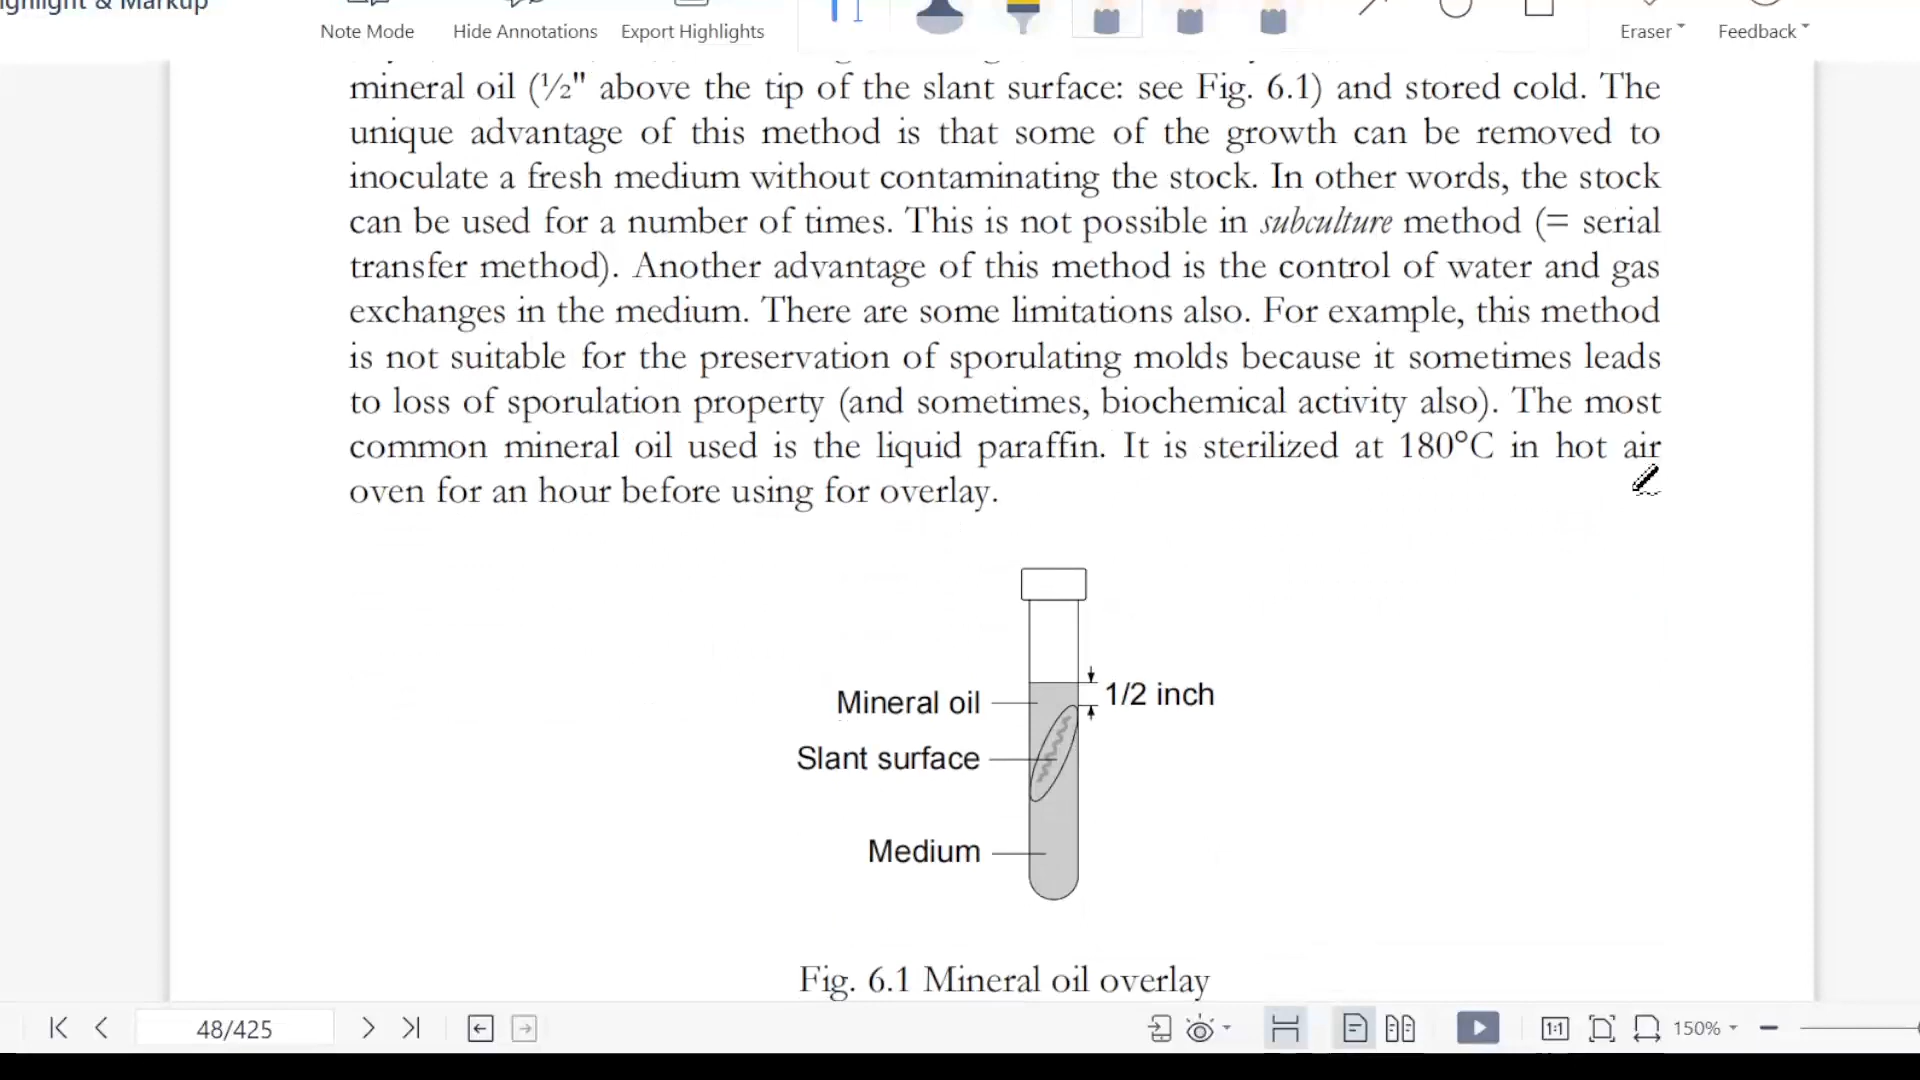 Highlight & Markup
Note Mode
Hide Annotations
Export Highlights
Eraser
Feedback
mineral oil (½" above the tip of the slant surface: see Fig. 6.1) and stored cold. The
unique advantage of this method is that some of the growth can be removed to
inoculate a fresh medium without contaminating the stock. In other words, the stock
can be used for a number of times. This is not possible in subculture method (= serial
transfer method). Another advantage of this method is the control of water and gas
exchanges in the medium. There are some limitations also. For example, this method
is not suitable for the preservation of sporulating molds because it sometimes leads
to loss of sporulation property (and sometimes, biochemical activity also). The most
common mineral oil used is the liquid paraffin. It is sterilized at 180°C in hot air
oven for an hour before using for overlay.
Mineral oil
1/2 inch
Slant surface
Medium
Fig. 6.1 Mineral oil overlay
48/425
1:1
150%